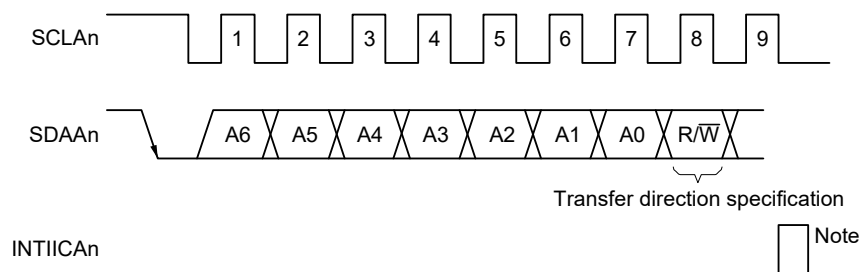 SCLAn 1 2 3 4 5 6 7 8 9
SDAAn A6 A5 A4 A3 A2 A1 A0 R/W̅
Transfer direction specification
INTIICAn Note